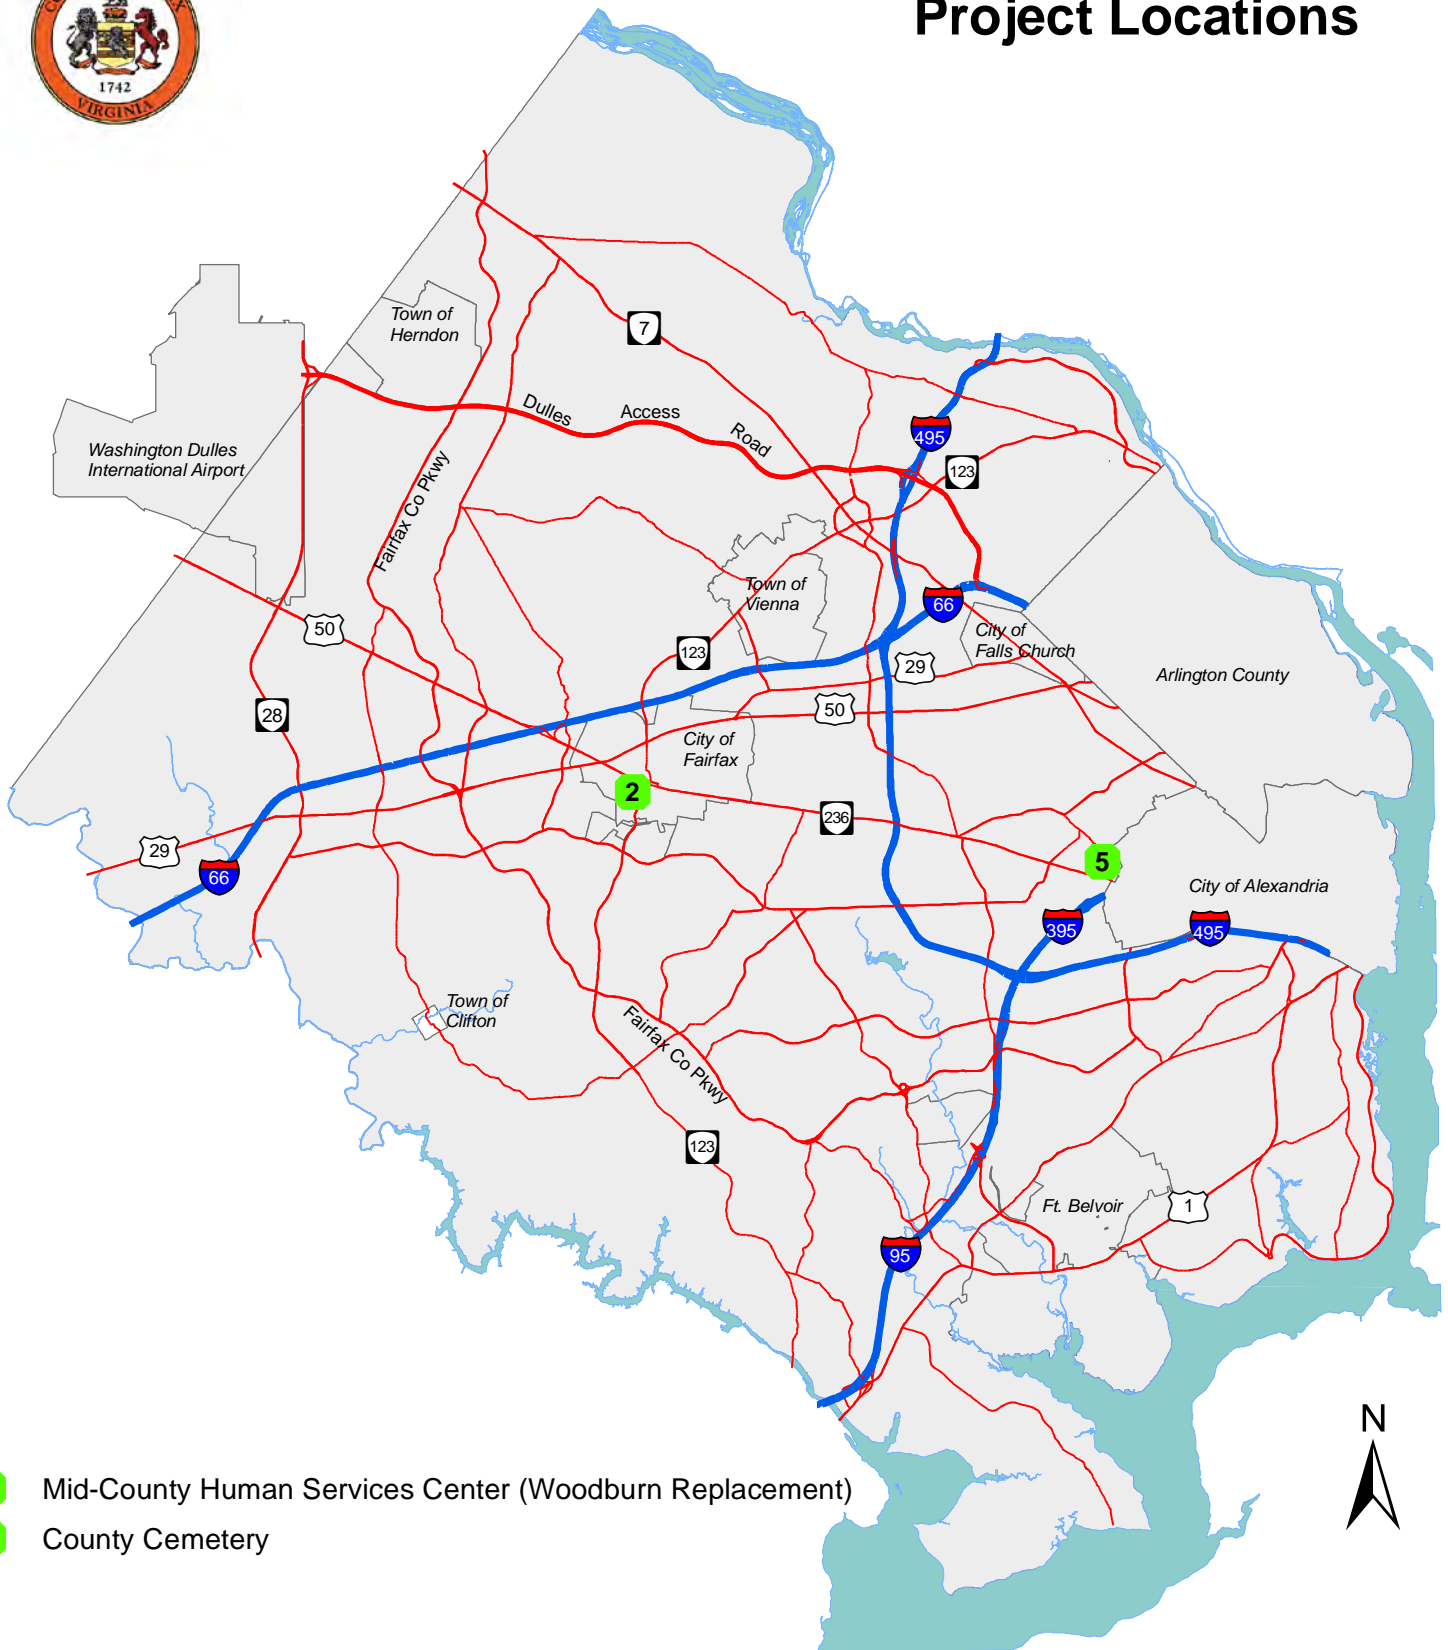 Project Locations
1742
VIRGINIA
Town of
Herndon
7
Dulles Access Road
495
123
Washington Dulles
International Airport
Fairfax Co Pkwy
Town of
Vienna
66
50
City of
Falls Church
123
29
Arlington County
28
50
City of
Fairfax
2
236
29
66
5
City of Alexandria
395
495
Town of
Clifton
Fairfax Co Pkwy
123
Ft. Belvoir
1
95
N
Mid-County Human Services Center (Woodburn Replacement)
County Cemetery